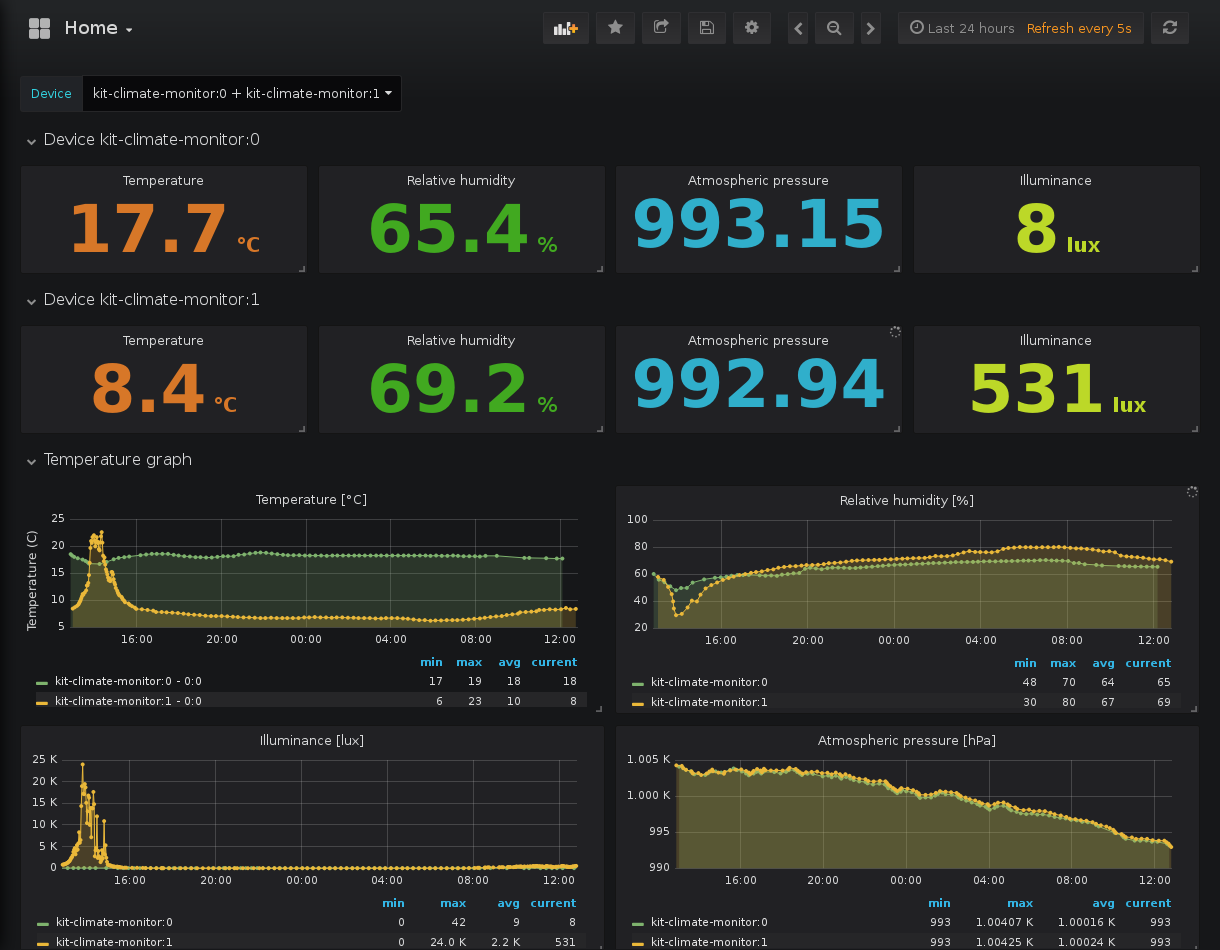 Home
Last 24 hours Refresh every 5s
Device kit-climate-monitor:0 + kit-climate-monitor:1
Device kit-climate-monitor:0
Temperature Relative humidity Atmospheric pressure Illuminance
17.7 °C 65.4 % 993.15 8 lux
Device kit-climate-monitor:1
Temperature Relative humidity Atmospheric pressure Illuminance
8.4 °C 69.2 % 992.94 531 lux
Temperature graph
Temperature [°C]
Temperature (C)
25
20
15
10
5
16:00 20:00 00:00 04:00 08:00 12:00
min max avg current
kit-climate-monitor:0 - 0:0 17 19 18 18
kit-climate-monitor:1 - 0:0 6 23 10 8
Relative humidity [%]
100
80
60
40
20
16:00 20:00 00:00 04:00 08:00 12:00
min max avg current
kit-climate-monitor:0 48 70 64 65
kit-climate-monitor:1 30 80 67 69
Illuminance [lux]
25 K
20 K
15 K
10 K
5 K
0
16:00 20:00 00:00 04:00 08:00 12:00
min max avg current
kit-climate-monitor:0 0 42 9 8
kit-climate-monitor:1 0 24.0 K 2.2 K 531
Atmospheric pressure [hPa]
1.005 K
1.000 K
995
990
16:00 20:00 00:00 04:00 08:00 12:00
min max avg current
kit-climate-monitor:0 993 1.00407 K 1.00016 K 993
kit-climate-monitor:1 993 1.00425 K 1.00024 K 993